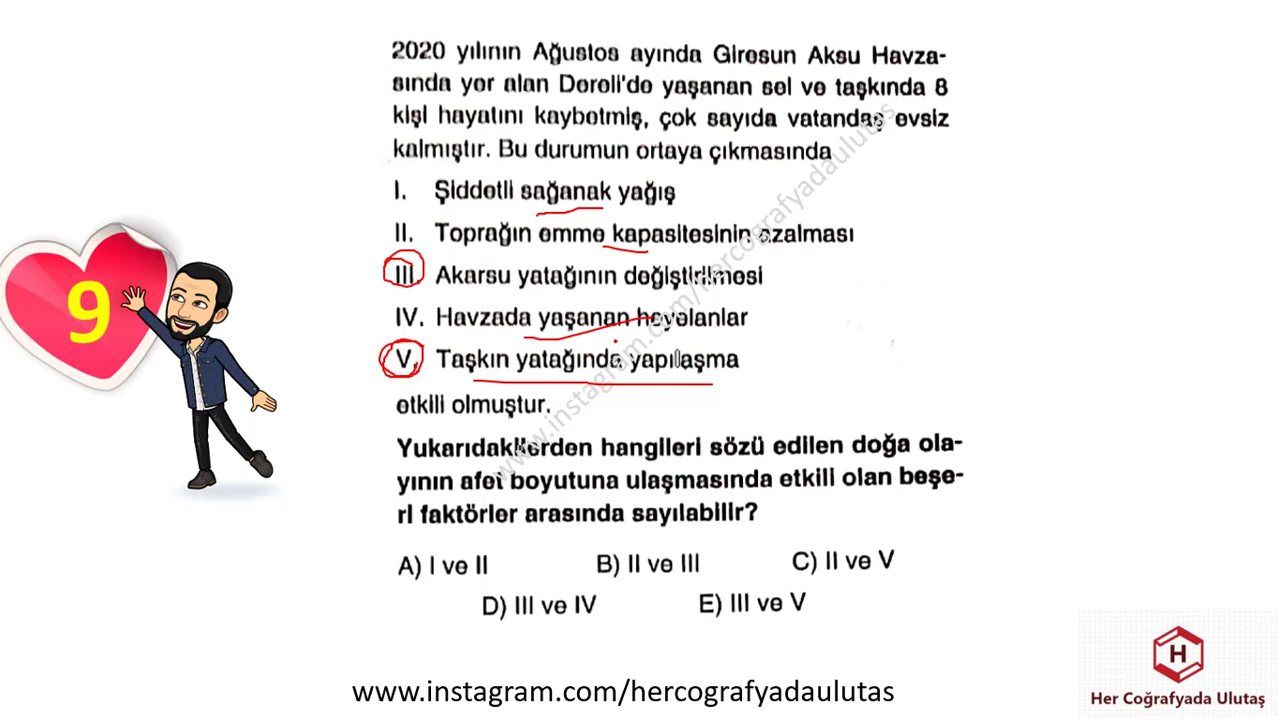 2020 yılının Ağustos ayında Giresun Aksu Havza-
sında yer alan Dereli'de yaşanan sel ve taşkında 8
kişi hayatını kaybetmiş, çok sayıda vatandaş evsiz
kalmıştır. Bu durumun ortaya çıkmasında
I. Şiddetli sağanak yağış
II. Toprağın emme kapasitesinin azalması
III. Akarsu yatağının değiştirilmesi
IV. Havzada yaşanan heyelanlar
V. Taşkın yatağında yapılaşma
etkili olmuştur.
Yukarıdakilerden hangileri sözü edilen doğa ola-
yının afet boyutuna ulaşmasında etkili olan beşe-
ri faktörler arasında sayılabilir?
A) I ve II
B) II ve III
C) II ve V
D) III ve IV
E) III ve V
9
www.instagram.com/hercografyadaulutas
www.instagram.com/hercografyadaulutas
H
Her Coğrafyada Ulutaş